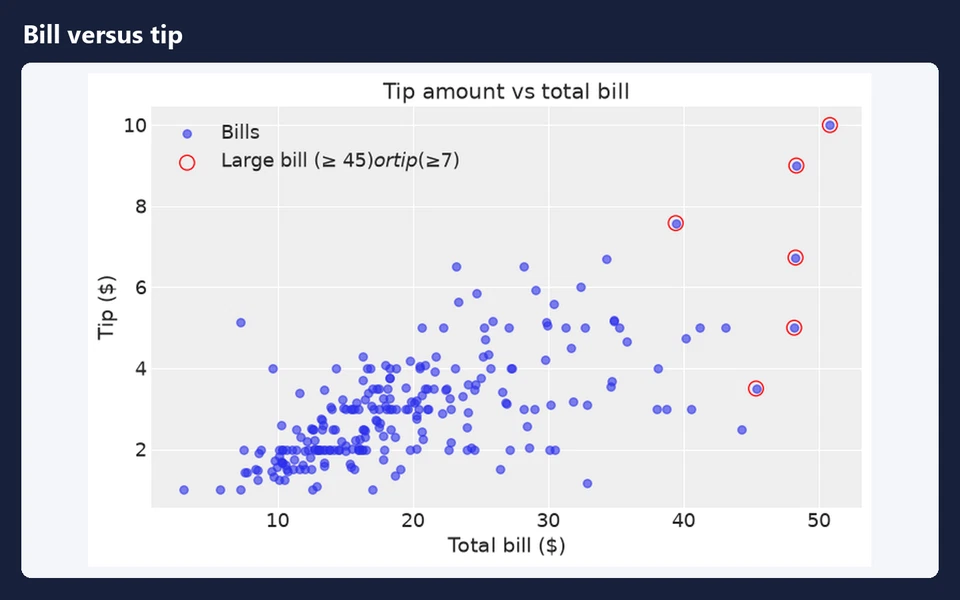 Bill versus tip
Tip amount vs total bill
Bills
Large bill (≥ 45)ortip(≥7)
10
8
6
4
2
Tip ($)
10 20 30 40 50
Total bill ($)